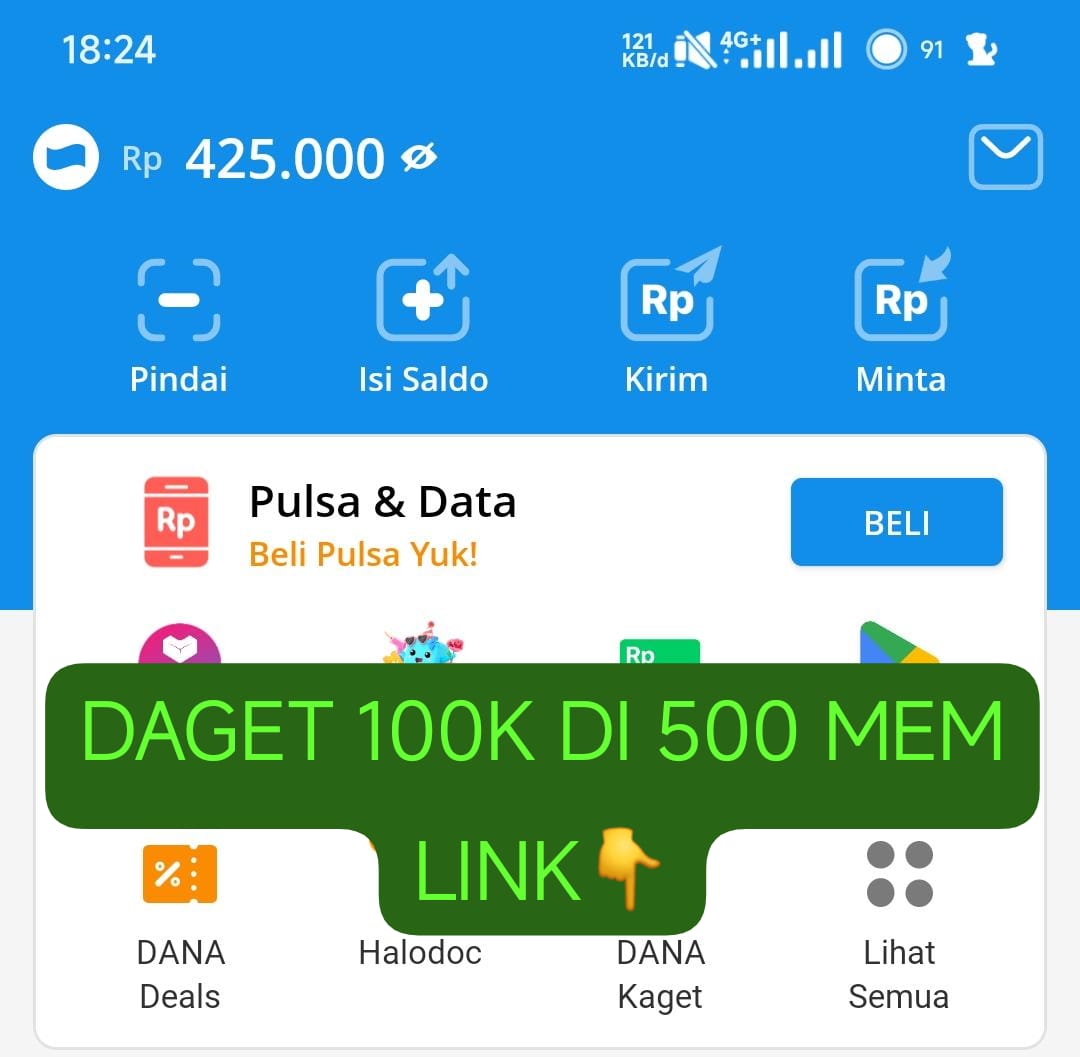 18:24
121
KB/d
4G+
91
Rp 425.000
Rp
Rp
Pindai
Isi Saldo
Kirim
Minta
Rp
Pulsa & Data
Beli Pulsa Yuk!
BELI
Rp
DAGET 100K DI 500 MEM
LINK👇
DANA
Deals
Halodoc
DANA
Kaget
Lihat
Semua